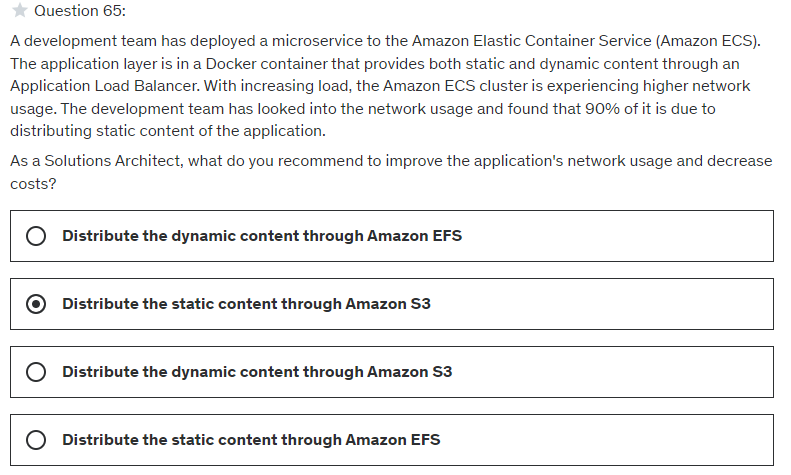 Question 65:
A development team has deployed a microservice to the Amazon Elastic Container Service (Amazon ECS).
The application layer is in a Docker container that provides both static and dynamic content through an
Application Load Balancer. With increasing load, the Amazon ECS cluster is experiencing higher network
usage. The development team has looked into the network usage and found that 90% of it is due to
distributing static content of the application.
As a Solutions Architect, what do you recommend to improve the application's network usage and decrease
costs?
Distribute the dynamic content through Amazon EFS
Distribute the static content through Amazon S3
Distribute the dynamic content through Amazon S3
Distribute the static content through Amazon EFS